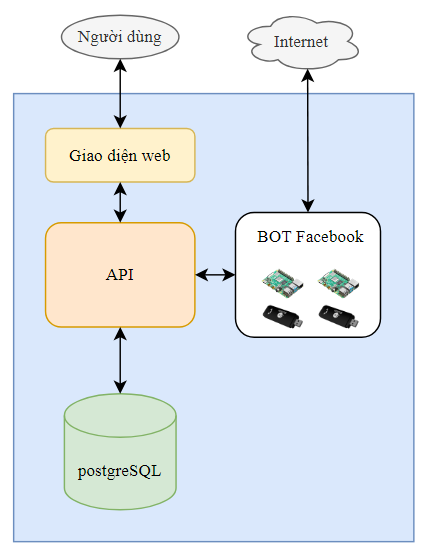 Người dùng
Internet
Giao diện web
BOT Facebook
API
postgreSQL